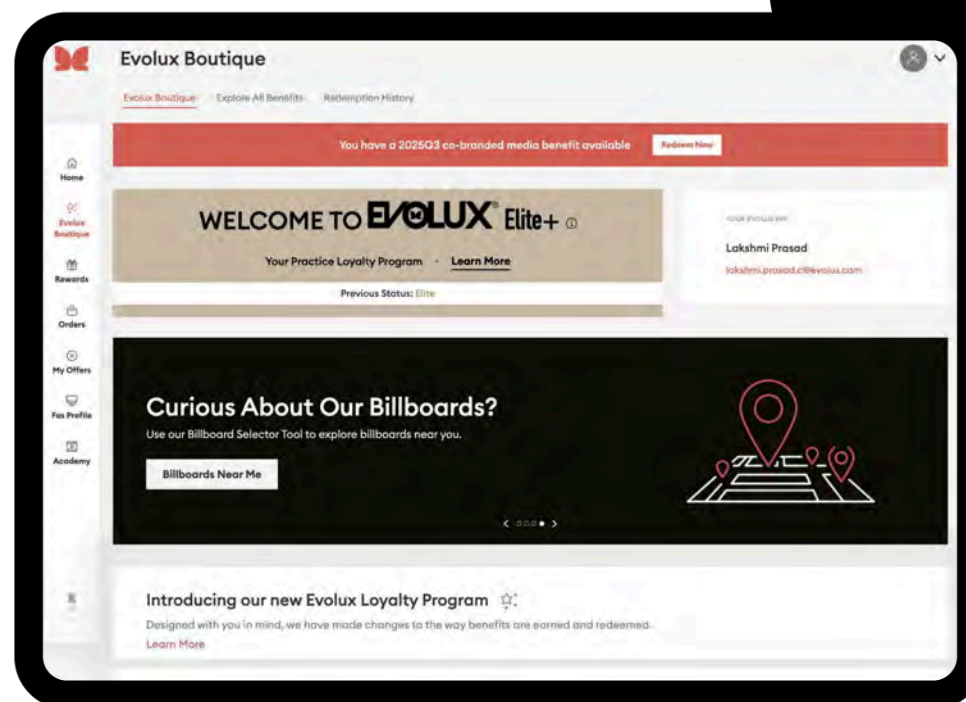 Evolux Boutique
Evolux Boutique Explore All Benefits Redemption History
You have a 2025Q3 co-branded media benefit available Redeem Now
Home
Evolux
Boutique
Rewards
Orders
My Offers
Fas Profile
Academy
WELCOME TO EVOLUX® Elite+
Your Practice Loyalty Program · Learn More
Previous Status: Elite
Lakshmi Prasad
Curious About Our Billboards?
Use our Billboard Selector Tool to explore billboards near you.
Billboards Near Me
Introducing our new Evolux Loyalty Program
Designed with you in mind, we have made changes to the way benefits are earned and redeemed.
Learn More